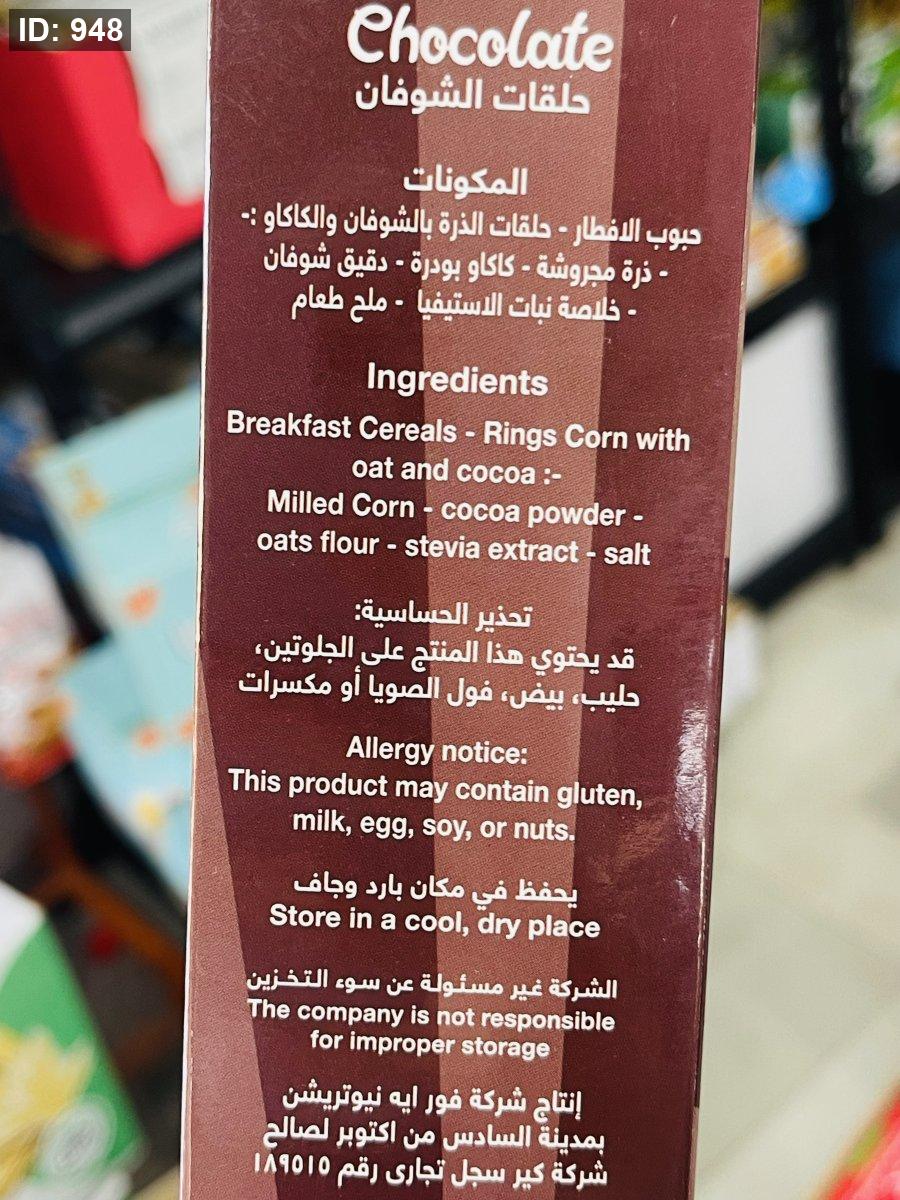 ID: 948
Chocolate
حلقات الشوفان
المكونات
حبوب الافطار - حلقات الذرة بالشوفان والكاكاو :-
- ذرة مجروشة - كاكاو بودرة - دقيق شوفان
- خلاصة نبات الاستيفيا - ملح طعام
Ingredients
Breakfast Cereals - Rings Corn with
oat and cocoa :-
Milled Corn - cocoa powder -
oats flour - stevia extract - salt
تحذير الحساسية:
قد يحتوي هذا المنتج على الجلوتين،
حليب، بيض، فول الصويا أو مكسرات
Allergy notice:
This product may contain gluten,
milk, egg, soy, or nuts.
يحفظ في مكان بارد وجاف
Store in a cool, dry place
الشركة غير مسئولة عن سوء التخزين
The company is not responsible
for improper storage
إنتاج شركة فور ايه نيوتريشن
بمدينة السادس من اكتوبر لصالح
شركة كير سجل تجارى رقم ١٨٩٥١٥